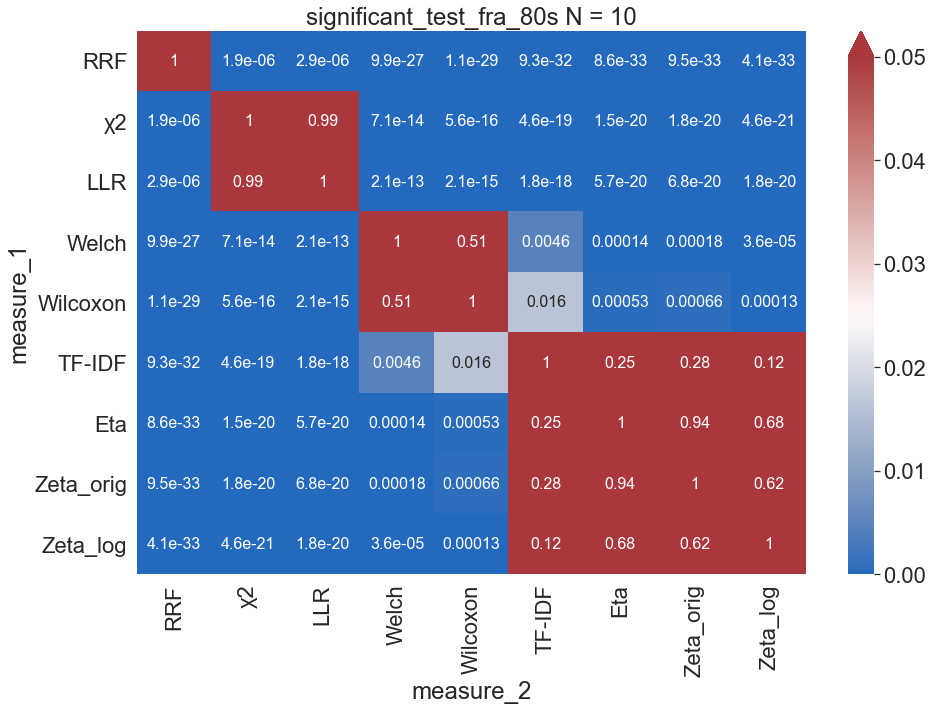 significant_test_fra_80s N = 10
RRF 1 1.9e-06 2.9e-06 9.9e-27 1.1e-29 9.3e-32 8.6e-33 9.5e-33 4.1e-33
χ2 1.9e-06 1 0.99 7.1e-14 5.6e-16 4.6e-19 1.5e-20 1.8e-20 4.6e-21
LLR 2.9e-06 0.99 1 2.1e-13 2.1e-15 1.8e-18 5.7e-20 6.8e-20 1.8e-20
Welch 9.9e-27 7.1e-14 2.1e-13 1 0.51 0.0046 0.00014 0.00018 3.6e-05
Wilcoxon 1.1e-29 5.6e-16 2.1e-15 0.51 1 0.016 0.00053 0.00066 0.00013
TF-IDF 9.3e-32 4.6e-19 1.8e-18 0.0046 0.016 1 0.25 0.28 0.12
Eta 8.6e-33 1.5e-20 5.7e-20 0.00014 0.00053 0.25 1 0.94 0.68
Zeta_orig 9.5e-33 1.8e-20 6.8e-20 0.00018 0.00066 0.28 0.94 1 0.62
Zeta_log 4.1e-33 4.6e-21 1.8e-20 3.6e-05 0.00013 0.12 0.68 0.62 1
RRF χ2 LLR Welch Wilcoxon TF-IDF Eta Zeta_orig Zeta_log
measure_2
measure_1
0.05
0.04
0.03
0.02
0.01
0.00